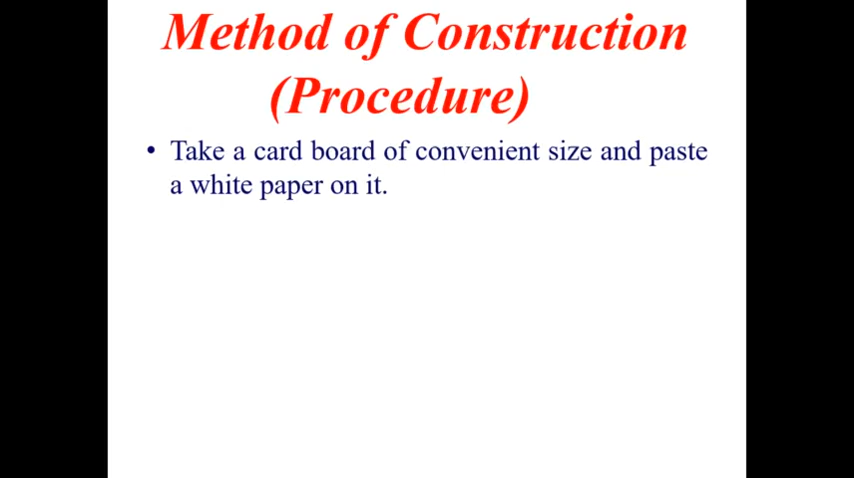 Method of Construction
(Procedure)
• Take a card board of convenient size and paste
a white paper on it.